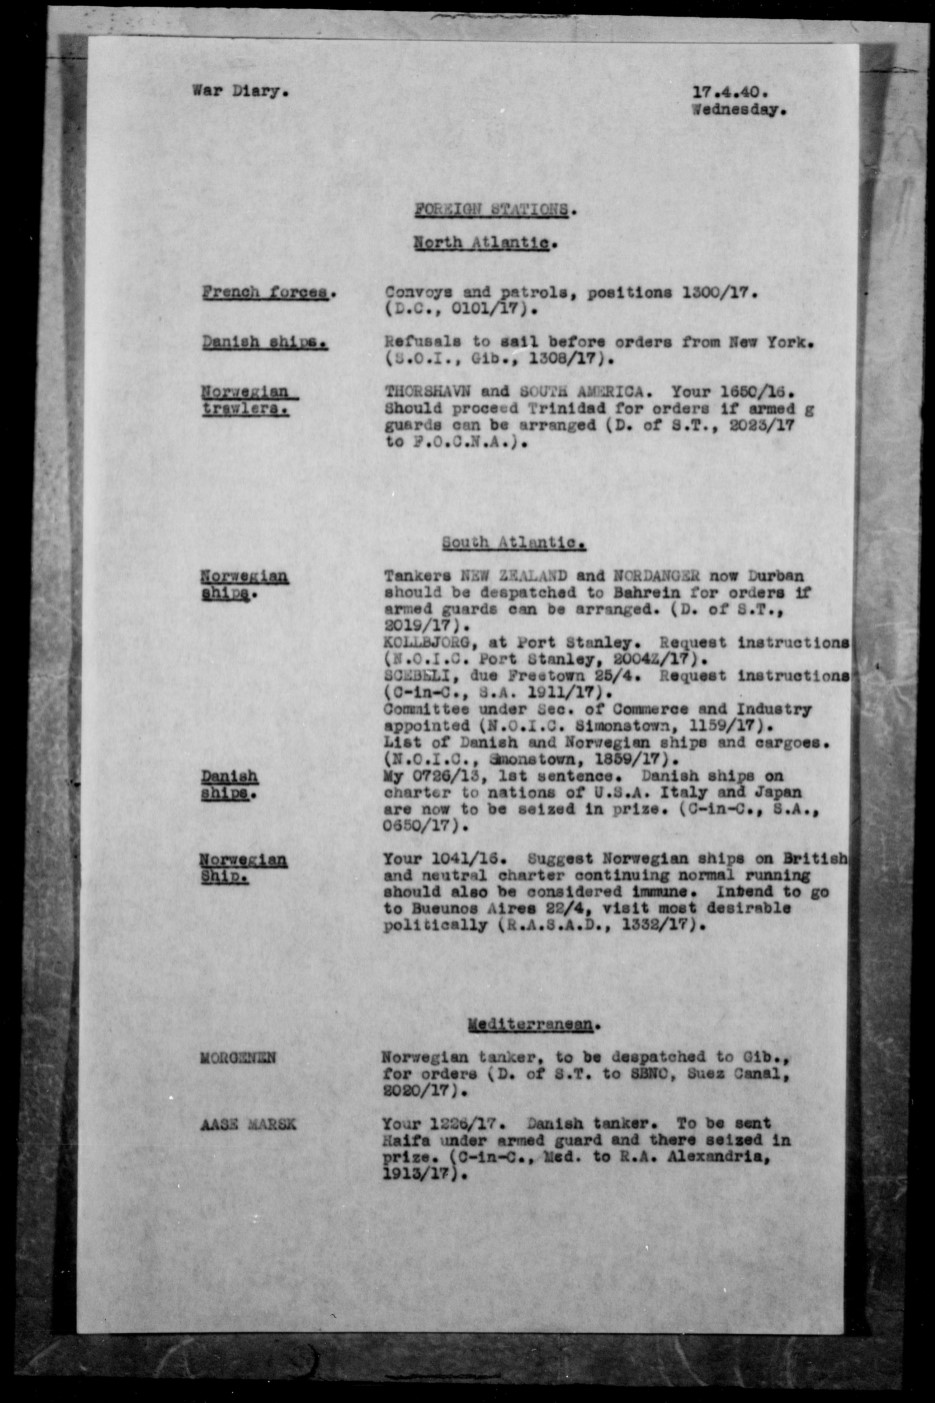 War Diary.
17.4.40.
Wednesday.
FOREIGN STATIONS.
North Atlantic.
French forces.
Convoys and patrols, positions 1300/17.
(D.C., 0101/17).
Danish ships.
Refusals to sail before orders from New York.
(S.O.I., Gib., 1308/17).
Norwegian
trawlers.
THORSHAVN and SOUTH AMERICA. Your 1650/16.
Should proceed Trinidad for orders if armed g
guards can be arranged (D. of S.T., 2023/17
to F.O.C.N.A.).
South Atlantic.
Norwegian
ships.
Tankers NEW ZEALAND and NORDANGER now Durban
should be despatched to Bahrein for orders if
armed guards can be arranged. (D. of S.T.,
2019/17).
KOLLBJORG, at Port Stanley. Request instructions
(N.O.I.C. Port Stanley, 2004Z/17).
SCEBELI, due Freetown 25/4. Request instructions
(C-in-C., S.A. 1911/17).
Committee under Sec. of Commerce and Industry
appointed (N.O.I.C. Simonstown, 1159/17).
List of Danish and Norwegian ships and cargoes.
(N.O.I.C., Smonstown, 1859/17).
Danish
ships.
My 0726/13, 1st sentence. Danish ships on
charter to nations of U.S.A. Italy and Japan
are now to be seized in prize. (C-in-C., S.A.,
0650/17).
Norwegian
Ship.
Your 1041/16. Suggest Norwegian ships on British
and neutral charter continuing normal running
should also be considered immune. Intend to go
to Bueunos Aires 22/4, visit most desirable
politically (R.A.S.A.D., 1332/17).
Mediterranean.
MORGENEN
Norwegian tanker, to be despatched to Gib.,
for orders (D. of S.T. to SBNO, Suez Canal,
2020/17).
AASE MARSK
Your 1226/17. Danish tanker. To be sent
Haifa under armed guard and there seized in
prize. (C-in-C., Med. to R.A. Alexandria,
1913/17).